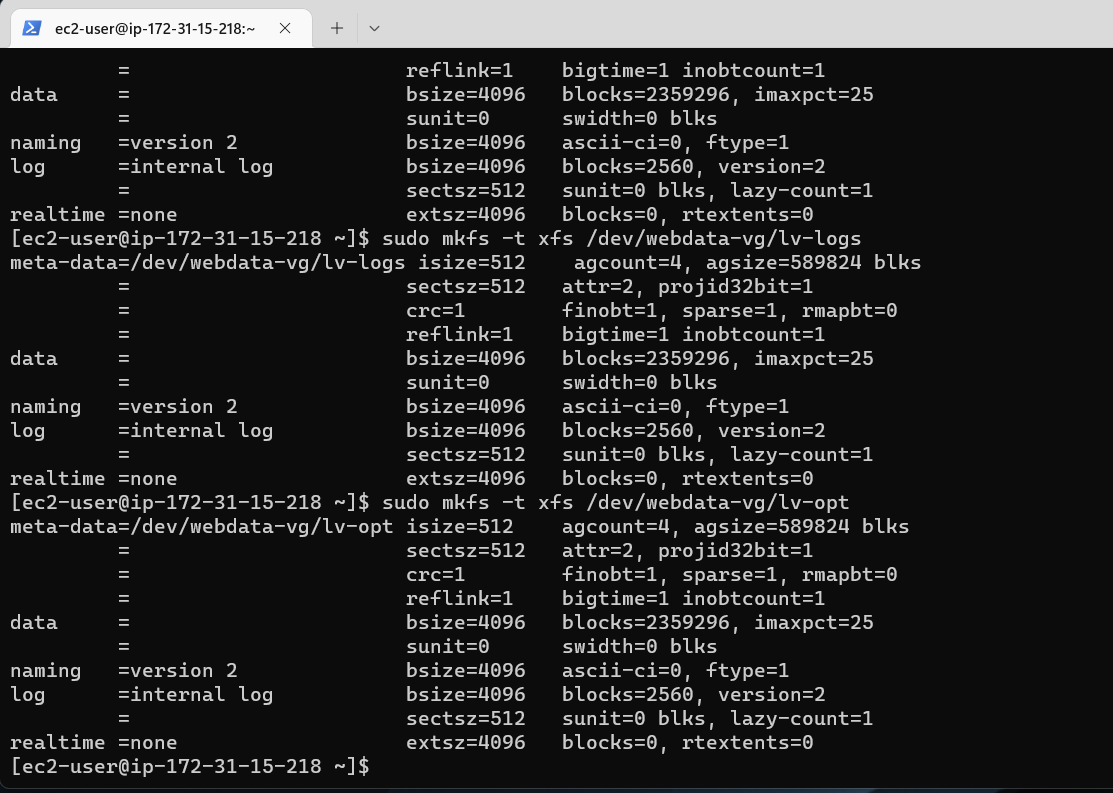 ec2-user@ip-172-31-15-218:~
         =                       reflink=1    bigtime=1 inobtcount=1
data     =                       bsize=4096   blocks=2359296, imaxpct=25
         =                       sunit=0      swidth=0 blks
naming   =version 2              bsize=4096   ascii-ci=0, ftype=1
log      =internal log           bsize=4096   blocks=2560, version=2
         =                       sectsz=512   sunit=0 blks, lazy-count=1
realtime =none                   extsz=4096   blocks=0, rtextents=0
[ec2-user@ip-172-31-15-218 ~]$ sudo mkfs -t xfs /dev/webdata-vg/lv-logs
meta-data=/dev/webdata-vg/lv-logs isize=512    agcount=4, agsize=589824 blks
         =                       sectsz=512   attr=2, projid32bit=1
         =                       crc=1        finobt=1, sparse=1, rmapbt=0
         =                       reflink=1    bigtime=1 inobtcount=1
data     =                       bsize=4096   blocks=2359296, imaxpct=25
         =                       sunit=0      swidth=0 blks
naming   =version 2              bsize=4096   ascii-ci=0, ftype=1
log      =internal log           bsize=4096   blocks=2560, version=2
         =                       sectsz=512   sunit=0 blks, lazy-count=1
realtime =none                   extsz=4096   blocks=0, rtextents=0
[ec2-user@ip-172-31-15-218 ~]$ sudo mkfs -t xfs /dev/webdata-vg/lv-opt
meta-data=/dev/webdata-vg/lv-opt isize=512    agcount=4, agsize=589824 blks
         =                       sectsz=512   attr=2, projid32bit=1
         =                       crc=1        finobt=1, sparse=1, rmapbt=0
         =                       reflink=1    bigtime=1 inobtcount=1
data     =                       bsize=4096   blocks=2359296, imaxpct=25
         =                       sunit=0      swidth=0 blks
naming   =version 2              bsize=4096   ascii-ci=0, ftype=1
log      =internal log           bsize=4096   blocks=2560, version=2
         =                       sectsz=512   sunit=0 blks, lazy-count=1
realtime =none                   extsz=4096   blocks=0, rtextents=0
[ec2-user@ip-172-31-15-218 ~]$